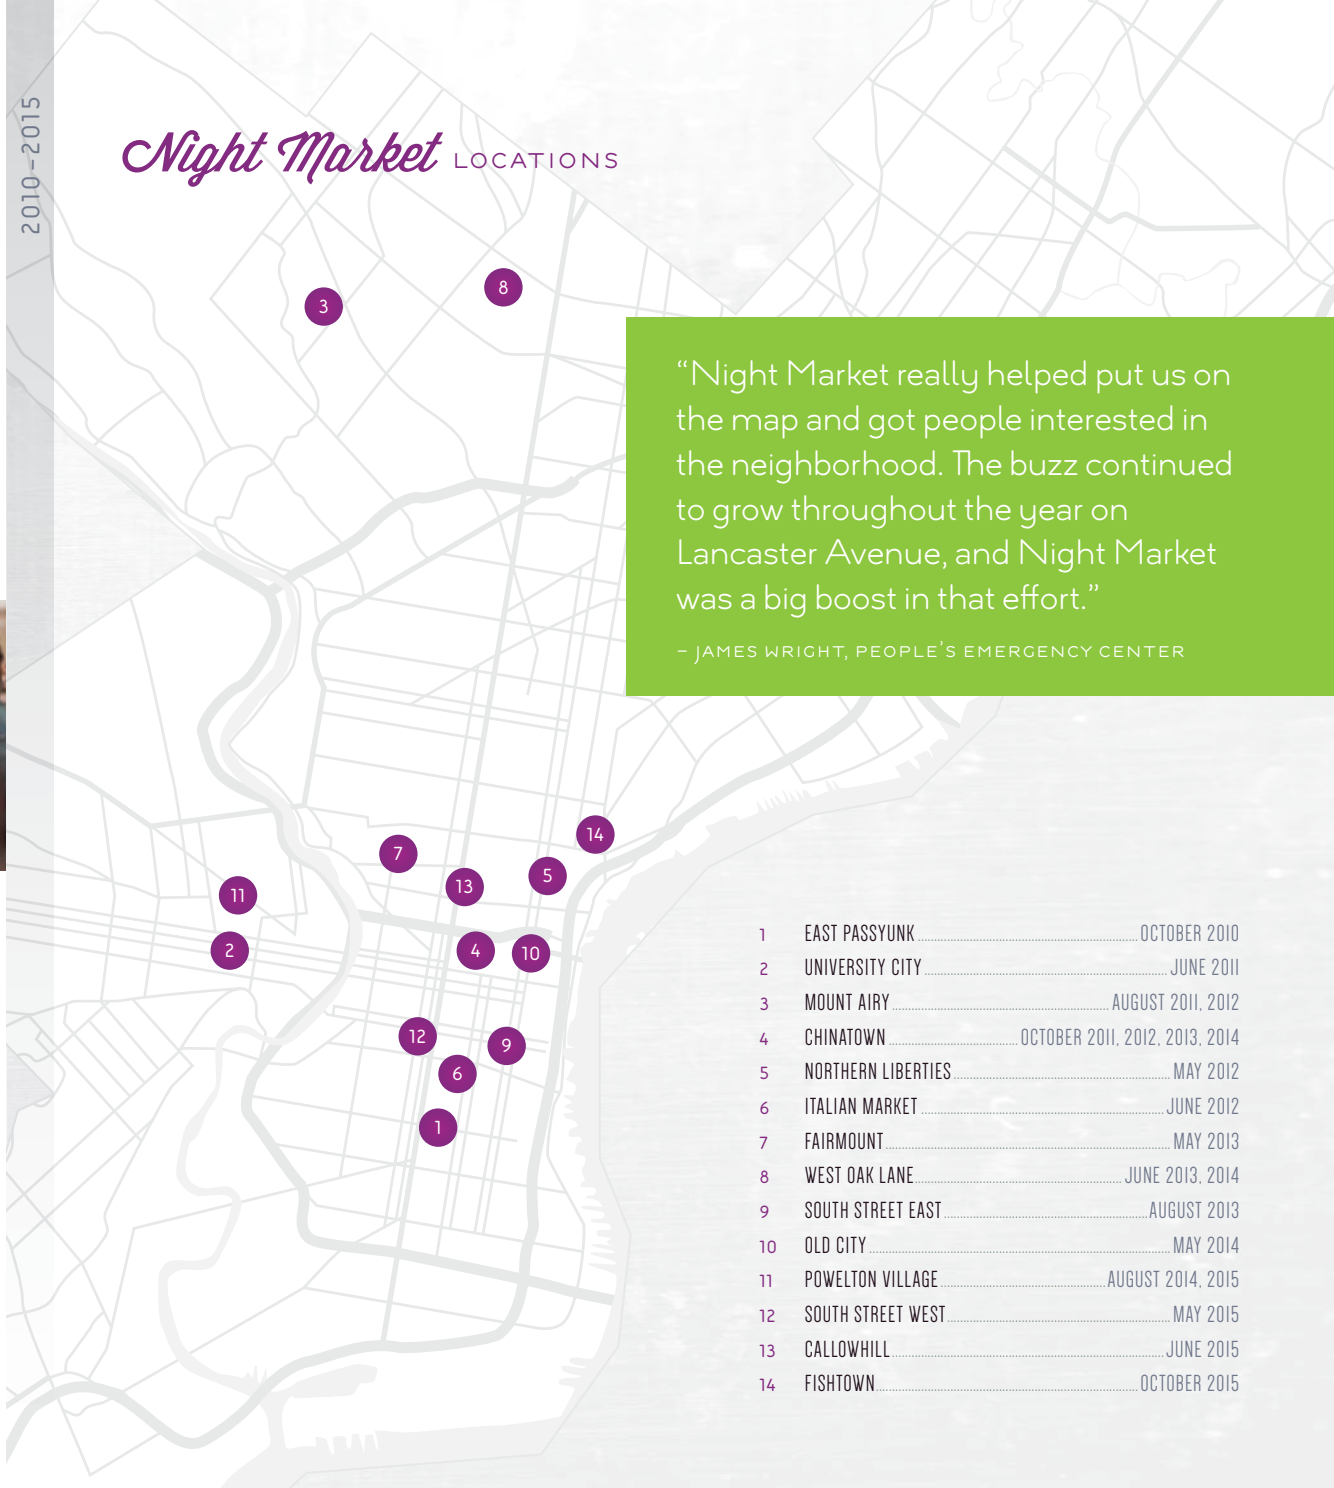 2010–2015
Night Market LOCATIONS
3
8
“Night Market really helped put us on
the map and got people interested in
the neighborhood. The buzz continued
to grow throughout the year on
Lancaster Avenue, and Night Market
was a big boost in that effort.”
– JAMES WRIGHT, PEOPLE’S EMERGENCY CENTER
14
7
5
13
11
2
4
10
12
9
6
1
1 EAST PASSYUNK OCTOBER 2010
2 UNIVERSITY CITY JUNE 2011
3 MOUNT AIRY AUGUST 2011, 2012
4 CHINATOWN OCTOBER 2011, 2012, 2013, 2014
5 NORTHERN LIBERTIES MAY 2012
6 ITALIAN MARKET JUNE 2012
7 FAIRMOUNT MAY 2013
8 WEST OAK LANE JUNE 2013, 2014
9 SOUTH STREET EAST AUGUST 2013
10 OLD CITY MAY 2014
11 POWELTON VILLAGE AUGUST 2014, 2015
12 SOUTH STREET WEST MAY 2015
13 CALLOWHILL JUNE 2015
14 FISHTOWN OCTOBER 2015